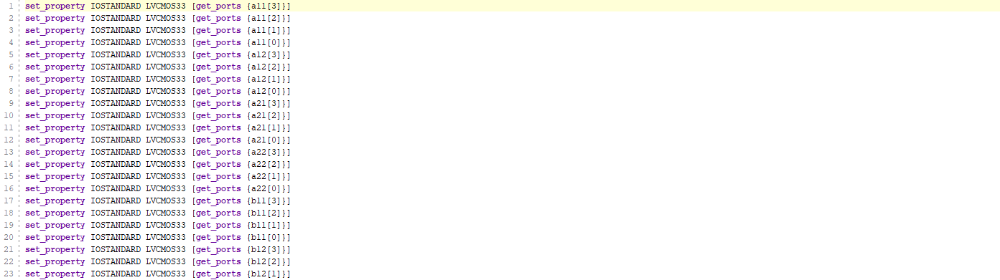 1 set_property IOSTANDARD LVCMOS33 [get_ports {a11[3]}]
2 set_property IOSTANDARD LVCMOS33 [get_ports {a11[2]}]
3 set_property IOSTANDARD LVCMOS33 [get_ports {a11[1]}]
4 set_property IOSTANDARD LVCMOS33 [get_ports {a11[0]}]
5 set_property IOSTANDARD LVCMOS33 [get_ports {a12[3]}]
6 set_property IOSTANDARD LVCMOS33 [get_ports {a12[2]}]
7 set_property IOSTANDARD LVCMOS33 [get_ports {a12[1]}]
8 set_property IOSTANDARD LVCMOS33 [get_ports {a12[0]}]
9 set_property IOSTANDARD LVCMOS33 [get_ports {a21[3]}]
10 set_property IOSTANDARD LVCMOS33 [get_ports {a21[2]}]
11 set_property IOSTANDARD LVCMOS33 [get_ports {a21[1]}]
12 set_property IOSTANDARD LVCMOS33 [get_ports {a21[0]}]
13 set_property IOSTANDARD LVCMOS33 [get_ports {a22[3]}]
14 set_property IOSTANDARD LVCMOS33 [get_ports {a22[2]}]
15 set_property IOSTANDARD LVCMOS33 [get_ports {a22[1]}]
16 set_property IOSTANDARD LVCMOS33 [get_ports {a22[0]}]
17 set_property IOSTANDARD LVCMOS33 [get_ports {b11[3]}]
18 set_property IOSTANDARD LVCMOS33 [get_ports {b11[2]}]
19 set_property IOSTANDARD LVCMOS33 [get_ports {b11[1]}]
20 set_property IOSTANDARD LVCMOS33 [get_ports {b11[0]}]
21 set_property IOSTANDARD LVCMOS33 [get_ports {b12[3]}]
22 set_property IOSTANDARD LVCMOS33 [get_ports {b12[2]}]
23 set_property IOSTANDARD LVCMOS33 [get_ports {b12[1]}]